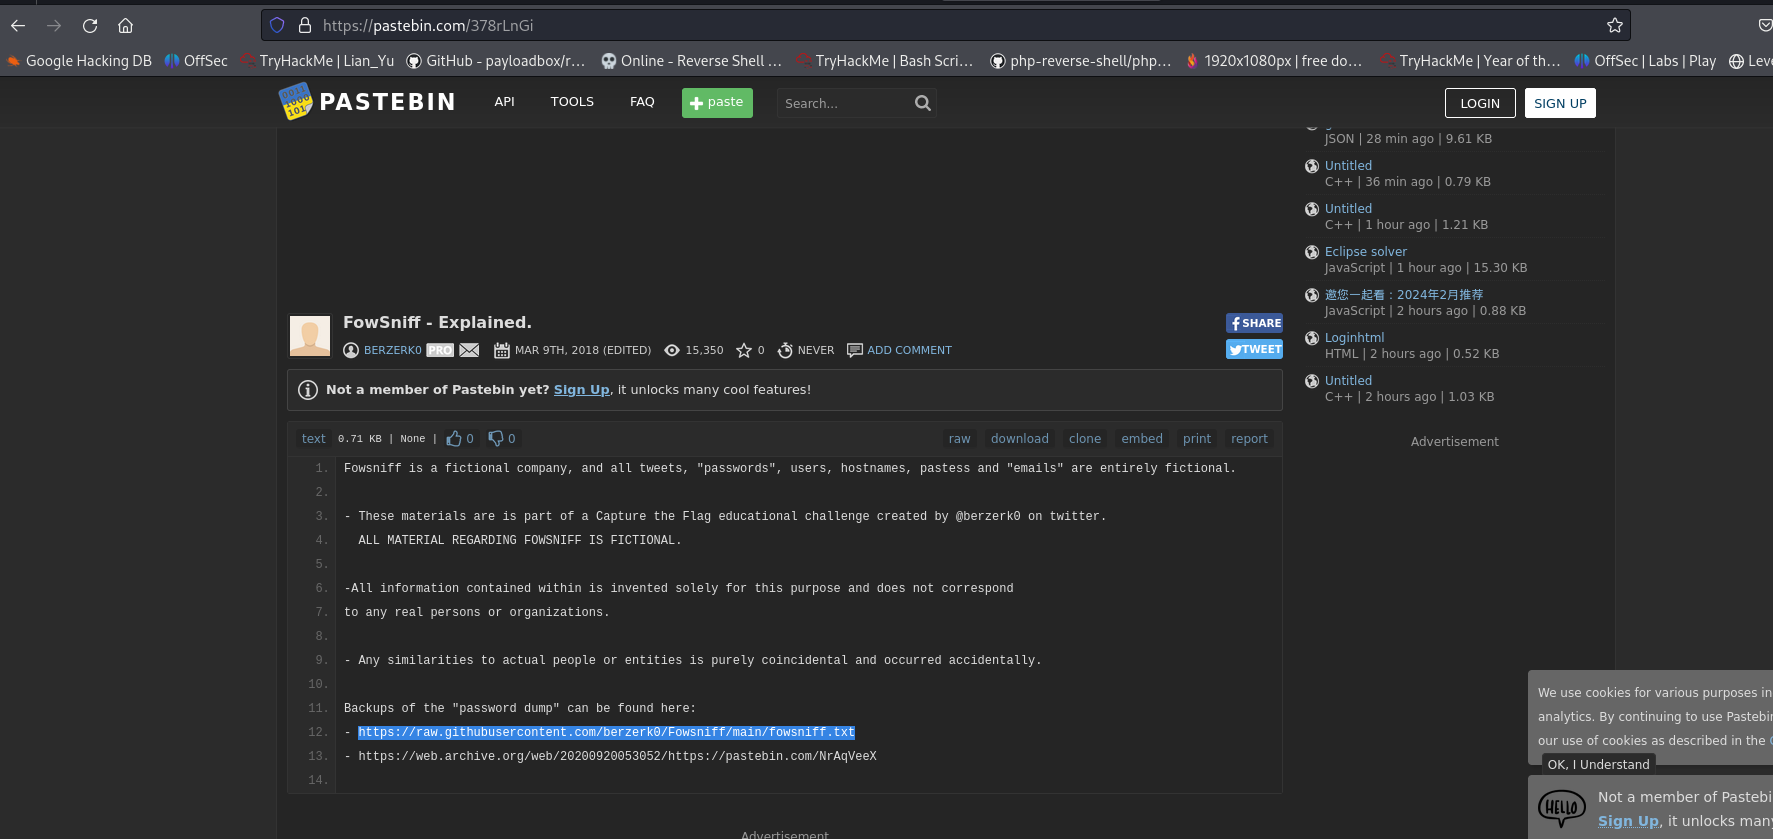 https://pastebin.com/378rLnGi
Google Hacking DB OffSec TryHackMe | Lian_Yu GitHub - payloadbox/r… Online - Reverse Shell … TryHackMe | Bash Scri… php-reverse-shell/php… 1920x1080px | free do… TryHackMe | Year of th… OffSec | Labs | Play Leve
PASTEBIN API TOOLS FAQ paste Search... LOGIN SIGN UP
JSON | 28 min ago | 9.61 KB
Untitled
C++ | 36 min ago | 0.79 KB
Untitled
C++ | 1 hour ago | 1.21 KB
Eclipse solver
JavaScript | 1 hour ago | 15.30 KB
邀您一起看：2024年2月推荐
JavaScript | 2 hours ago | 0.88 KB
Loginhtml
HTML | 2 hours ago | 0.52 KB
Untitled
C++ | 2 hours ago | 1.03 KB
Advertisement
FowSniff - Explained.
SHARE
BERZERK0 PRO MAR 9TH, 2018 (EDITED) 15,350 0 NEVER ADD COMMENT
TWEET
Not a member of Pastebin yet? Sign Up, it unlocks many cool features!
text 0.71 KB | None | 0 0 raw download clone embed print report
1. Fowsniff is a fictional company, and all tweets, "passwords", users, hostnames, pastess and "emails" are entirely fictional.
2.
3. - These materials are is part of a Capture the Flag educational challenge created by @berzerk0 on twitter.
4. ALL MATERIAL REGARDING FOWSNIFF IS FICTIONAL.
5.
6. -All information contained within is invented solely for this purpose and does not correspond
7. to any real persons or organizations.
8.
9. - Any similarities to actual people or entities is purely coincidental and occurred accidentally.
10.
11. Backups of the "password dump" can be found here:
12. - https://raw.githubusercontent.com/berzerk0/Fowsniff/main/fowsniff.txt
13. - https://web.archive.org/web/20200920053052/https://pastebin.com/NrAqVeeX
14.
Advertisement
We use cookies for various purposes in
analytics. By continuing to use Pastebin
our use of cookies as described in the
OK, I Understand
HELLO
Not a member of Pastebi
Sign Up, it unlocks many